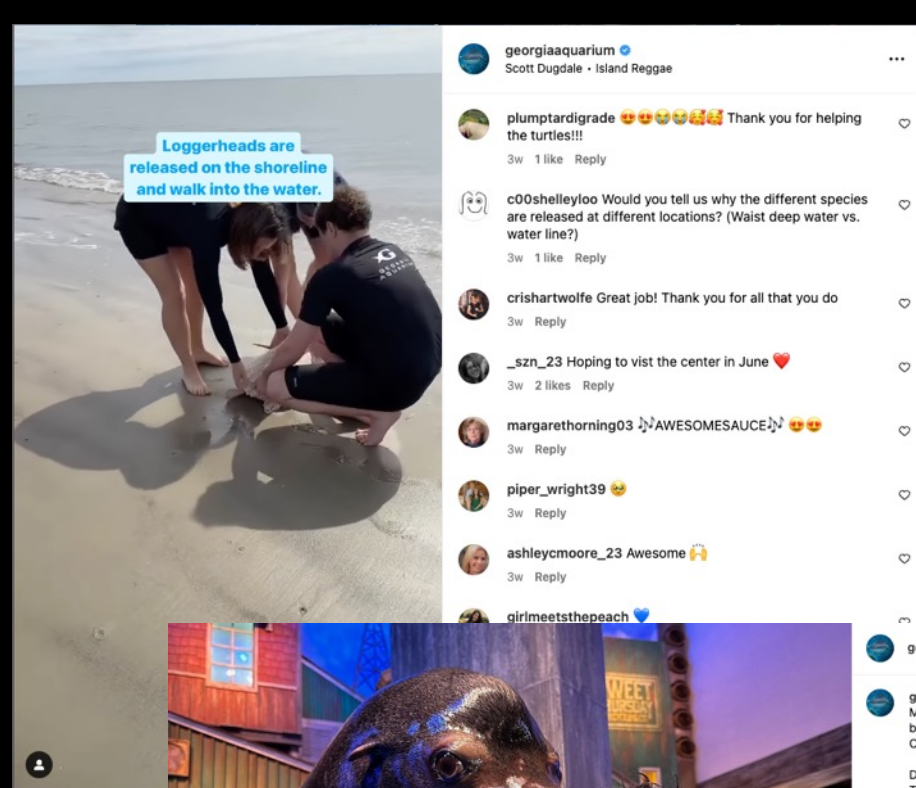 georgiaaquarium
Scott Dugdale • Island Reggae
Loggerheads are
released on the shoreline
and walk into the water.
GEORGIA
AQUARIUM
plumptardigrade 😍😍😭😭🥰🥰 Thank you for helping
the turtles!!!
3w 1 like Reply
c00shelleyloo Would you tell us why the different species
are released at different locations? (Waist deep water vs.
water line?)
3w 1 like Reply
crishartwolfe Great job! Thank you for all that you do
3w Reply
_szn_23 Hoping to vist the center in June ❤️
3w 2 likes Reply
margarethorning03 🎶AWESOMESAUCE🎶 😍😍
3w Reply
piper_wright39 🥹
3w Reply
ashleycmoore_23 Awesome 🙌
3w Reply
girlmeetsthepeach 💙